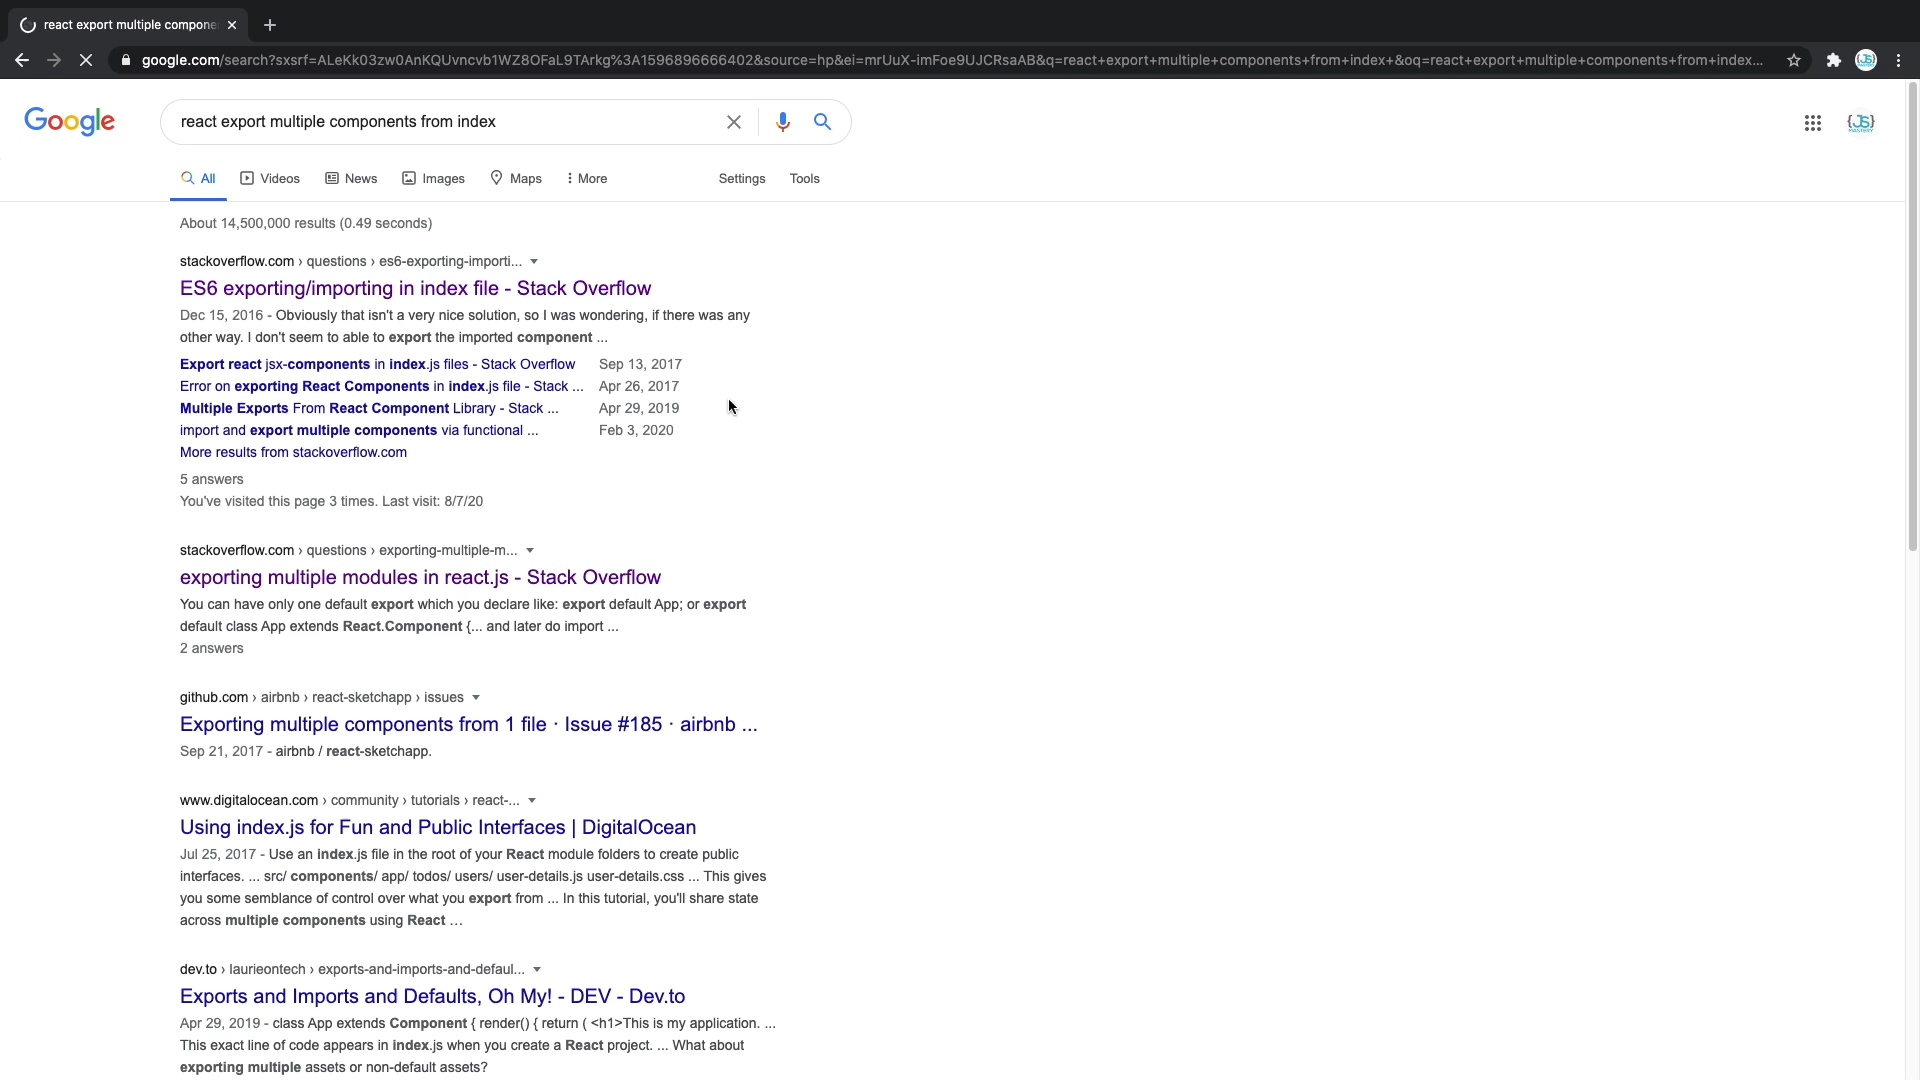 react export multiple compone
google.com/search?sxsrf=ALeKk03zw0AnKQUvncvb1WZ8OFaL9TArkg%3A1596896666402&source=hp&ei=mrUuX-imFoe9UJCRsaAB&q=react+export+multiple+components+from+index+&oq=react+export+multiple+components+from+index...
Google
react export multiple components from index
{JS}
MASTERY
All Videos News Images Maps More Settings Tools
About 14,500,000 results (0.49 seconds)
stackoverflow.com › questions › es6-exporting-importi...
ES6 exporting/importing in index file - Stack Overflow
Dec 15, 2016 - Obviously that isn't a very nice solution, so I was wondering, if there was any
other way. I don't seem to able to export the imported component ...
Export react jsx-components in index.js files - Stack Overflow Sep 13, 2017
Error on exporting React Components in index.js file - Stack ... Apr 26, 2017
Multiple Exports From React Component Library - Stack ... Apr 29, 2019
import and export multiple components via functional ... Feb 3, 2020
More results from stackoverflow.com
5 answers
You've visited this page 3 times. Last visit: 8/7/20
stackoverflow.com › questions › exporting-multiple-m...
exporting multiple modules in react.js - Stack Overflow
You can have only one default export which you declare like: export default App; or export
default class App extends React.Component {... and later do import ...
2 answers
github.com › airbnb › react-sketchapp › issues
Exporting multiple components from 1 file · Issue #185 · airbnb ...
Sep 21, 2017 - airbnb / react-sketchapp.
www.digitalocean.com › community › tutorials › react-...
Using index.js for Fun and Public Interfaces | DigitalOcean
Jul 25, 2017 - Use an index.js file in the root of your React module folders to create public
interfaces. ... src/ components/ app/ todos/ users/ user-details.js user-details.css ... This gives
you some semblance of control over what you export from ... In this tutorial, you'll share state
across multiple components using React ...
dev.to › laurieontech › exports-and-imports-and-defaul...
Exports and Imports and Defaults, Oh My! - DEV - Dev.to
Apr 29, 2019 - class App extends Component { render() { return ( <h1>This is my application. ...
This exact line of code appears in index.js when you create a React project. ... What about
exporting multiple assets or non-default assets?